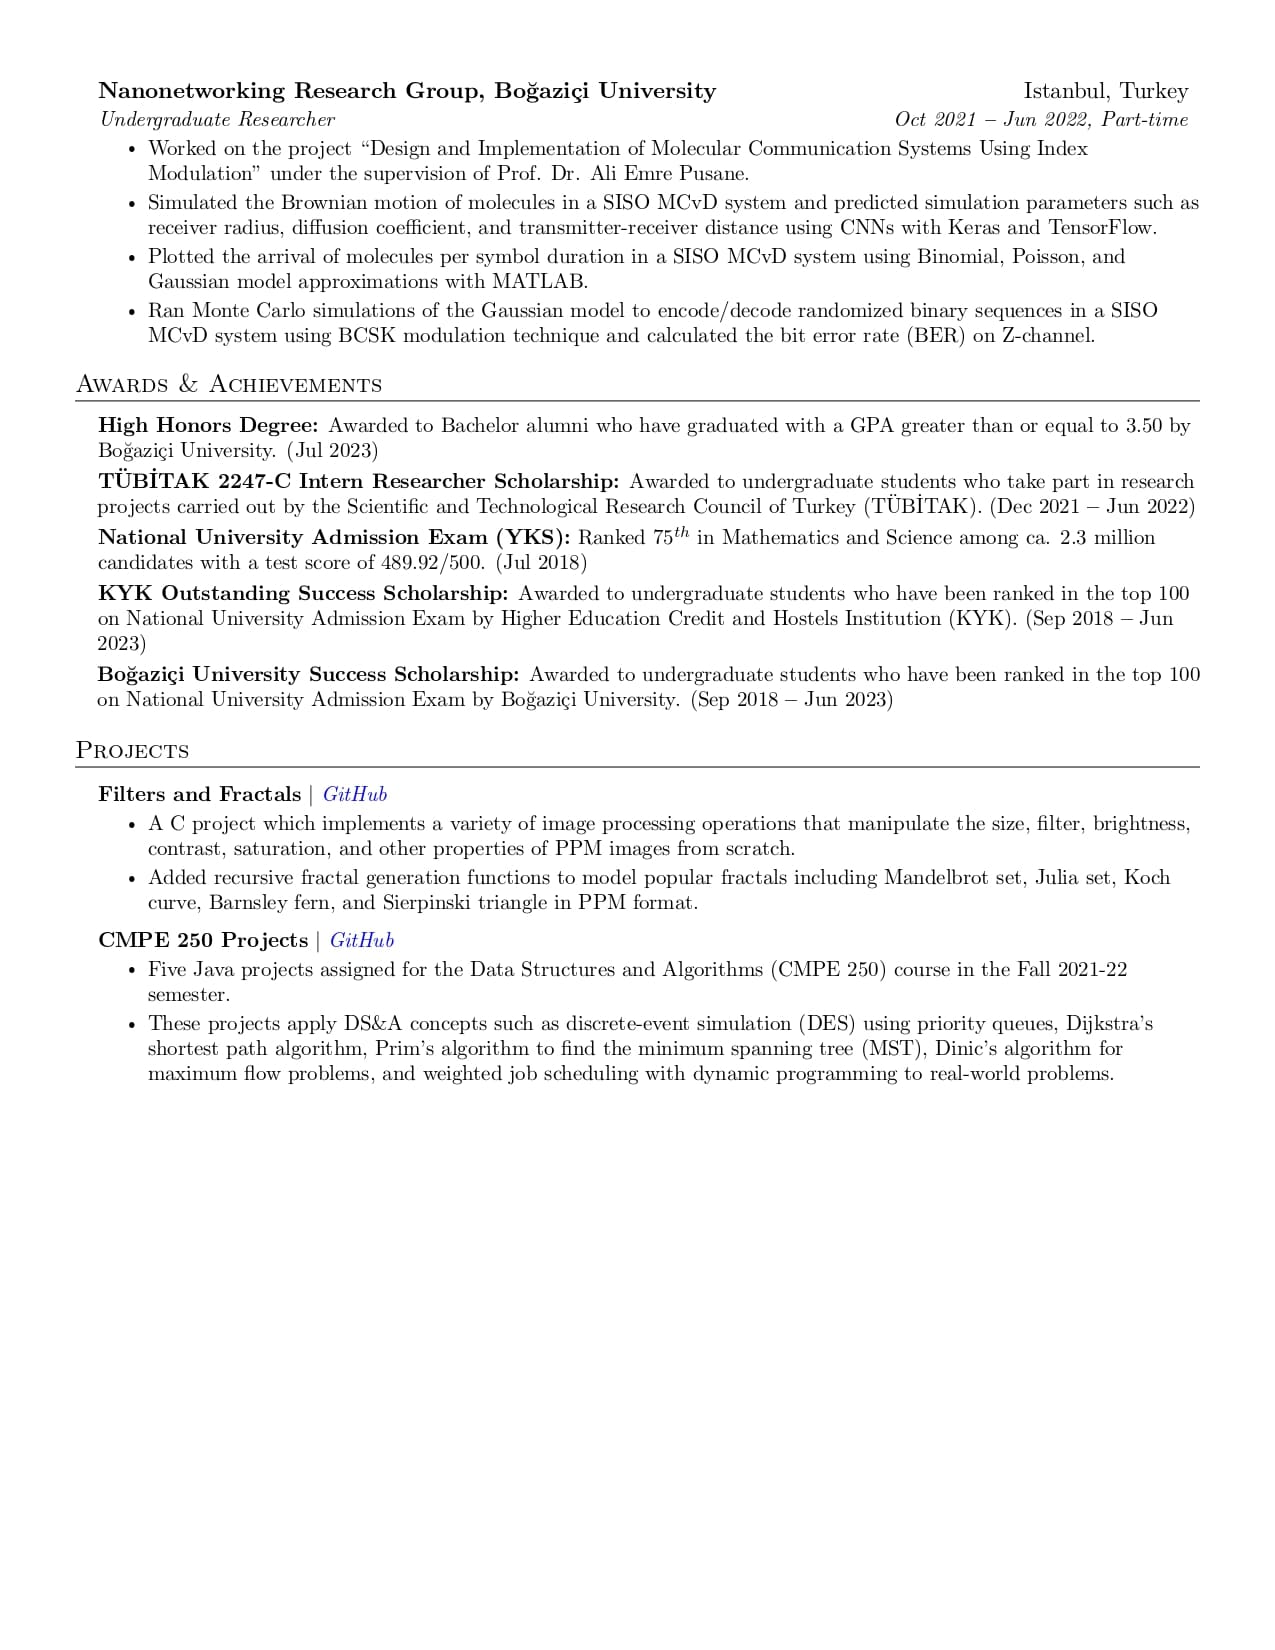 Nanonetworking Research Group, Boğaziçi University Istanbul, Turkey
Undergraduate Researcher Oct 2021 – Jun 2022, Part-time
• Worked on the project “Design and Implementation of Molecular Communication Systems Using Index
Modulation” under the supervision of Prof. Dr. Ali Emre Pusane.
• Simulated the Brownian motion of molecules in a SISO MCvD system and predicted simulation parameters such as
receiver radius, diffusion coefficient, and transmitter-receiver distance using CNNs with Keras and TensorFlow.
• Plotted the arrival of molecules per symbol duration in a SISO MCvD system using Binomial, Poisson, and
Gaussian model approximations with MATLAB.
• Ran Monte Carlo simulations of the Gaussian model to encode/decode randomized binary sequences in a SISO
MCvD system using BCSK modulation technique and calculated the bit error rate (BER) on Z-channel.
Awards & Achievements
High Honors Degree: Awarded to Bachelor alumni who have graduated with a GPA greater than or equal to 3.50 by
Boğaziçi University. (Jul 2023)
TÜBİTAK 2247-C Intern Researcher Scholarship: Awarded to undergraduate students who take part in research
projects carried out by the Scientific and Technological Research Council of Turkey (TÜBİTAK). (Dec 2021 – Jun 2022)
National University Admission Exam (YKS): Ranked 75th in Mathematics and Science among ca. 2.3 million
candidates with a test score of 489.92/500. (Jul 2018)
KYK Outstanding Success Scholarship: Awarded to undergraduate students who have been ranked in the top 100
on National University Admission Exam by Higher Education Credit and Hostels Institution (KYK). (Sep 2018 – Jun
2023)
Boğaziçi University Success Scholarship: Awarded to undergraduate students who have been ranked in the top 100
on National University Admission Exam by Boğaziçi University. (Sep 2018 – Jun 2023)
Projects
Filters and Fractals | GitHub
• A C project which implements a variety of image processing operations that manipulate the size, filter, brightness,
contrast, saturation, and other properties of PPM images from scratch.
• Added recursive fractal generation functions to model popular fractals including Mandelbrot set, Julia set, Koch
curve, Barnsley fern, and Sierpinski triangle in PPM format.
CMPE 250 Projects | GitHub
• Five Java projects assigned for the Data Structures and Algorithms (CMPE 250) course in the Fall 2021-22
semester.
• These projects apply DS&A concepts such as discrete-event simulation (DES) using priority queues, Dijkstra’s
shortest path algorithm, Prim’s algorithm to find the minimum spanning tree (MST), Dinic’s algorithm for
maximum flow problems, and weighted job scheduling with dynamic programming to real-world problems.